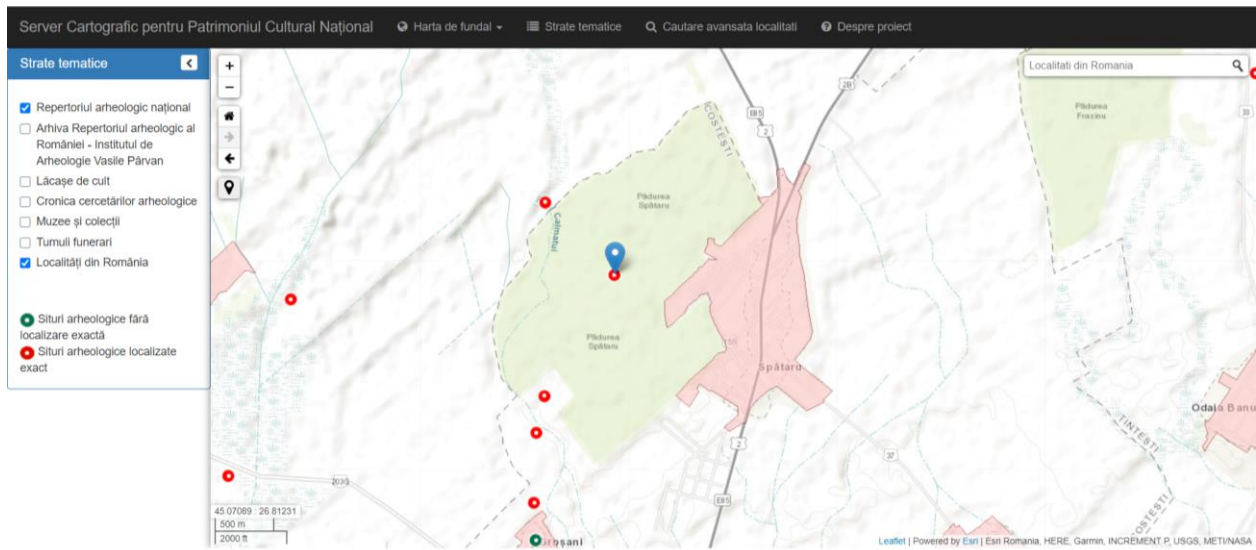 Server Cartografic pentru Patrimoniul Cultural Național
Harta de fundal
Strate tematice
Cautare avansata localitati
Despre proiect
Strate tematice
Repertoriul arheologic național
Arhiva Repertoriul arheologic al
României - Institutul de
Arheologie Vasile Pârvan
Lăcașe de cult
Cronica cercetărilor arheologice
Muzee și colecții
Tumuli funerari
Localități din România
Situri arheologice fără
localizare exactă
Situri arheologice localizate
exact
+
−
Localitati din Romania
2B
E85
2
COSTEȘTI
Pădurea
Frasinu
Pădurea
Spătaru
Calmatui
Pădurea
Spătaru
Spătaru
Odaia Banu
ȚINTEȘTI
37
2
E85
203G
COSTEȘTI
45.07089 : 26.81231
500 m
2000 ft
oroșani
Leaflet | Powered by Esri | Esri Romania, HERE, Garmin, INCREMENT P, USGS, METI/NASA